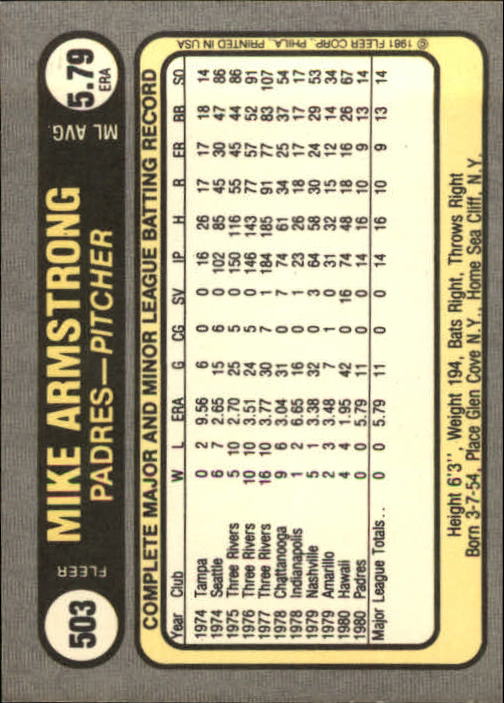 503
FLEER
MIKE ARMSTRONG
PADRES—PITCHER
ML AVG.
5.79
ERA
COMPLETE MAJOR AND MINOR LEAGUE BATTING RECORD
Year Club W L ERA G CG SV IP H R ER BB SO
1974 Tampa 0 2 9.56 6 0 0 16 26 17 17 18 14
1974 Seattle 6 7 2.65 15 6 0 102 85 45 30 47 86
1975 Three Rivers 5 10 2.70 25 5 0 150 116 55 45 44 86
1976 Three Rivers 10 10 3.51 24 5 0 146 143 77 57 52 91
1977 Three Rivers 16 10 3.77 30 7 1 184 185 91 77 83 107
1978 Chattanooga 9 6 3.04 31 0 7 74 61 34 25 37 54
1978 Indianapolis 1 2 6.65 16 0 1 23 26 18 17 17 17
1979 Nashville 5 1 3.38 32 0 3 64 58 30 24 29 53
1979 Amarillo 2 3 3.48 7 1 0 31 32 15 12 14 34
1980 Hawaii 4 4 1.95 42 0 16 74 48 18 16 26 67
1980 Padres 0 0 5.79 11 0 0 14 16 10 9 13 14
Major League Totals.. 0 0 5.79 11 0 0 14 16 10 9 13 14
Height 6'3'', Weight 194, Bats Right, Throws Right
Born 3-7-54, Place Glen Cove N.Y., Home Sea Cliff, N.Y.
© 1981 FLEER CORP., PHILA., PRINTED IN USA